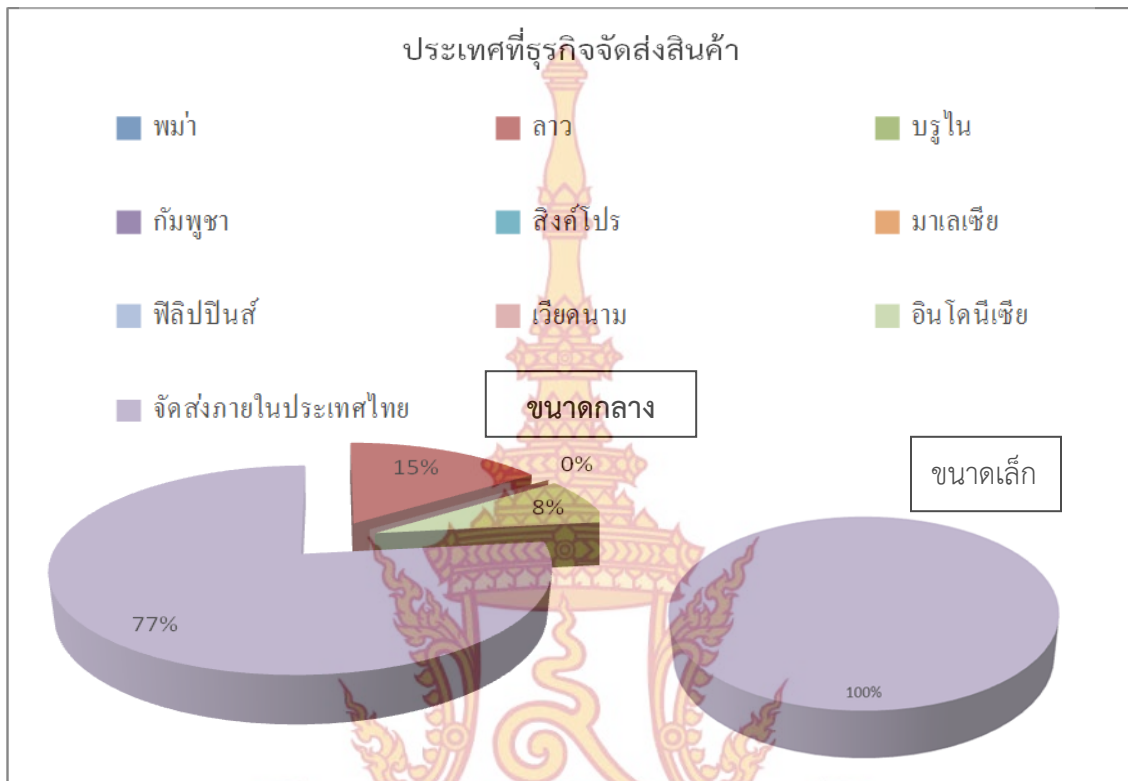 ประเทศที่ธุรกิจจัดส่งสินค้า
พม่า ลาว บรูไน
กัมพูชา สิงค์โปร มาเลเซีย
ฟิลิปปินส์ เวียดนาม อินโดนีเซีย
จัดส่งภายในประเทศไทย ขนาดกลาง
15% 0% ขนาดเล็ก
8%
77%
100%